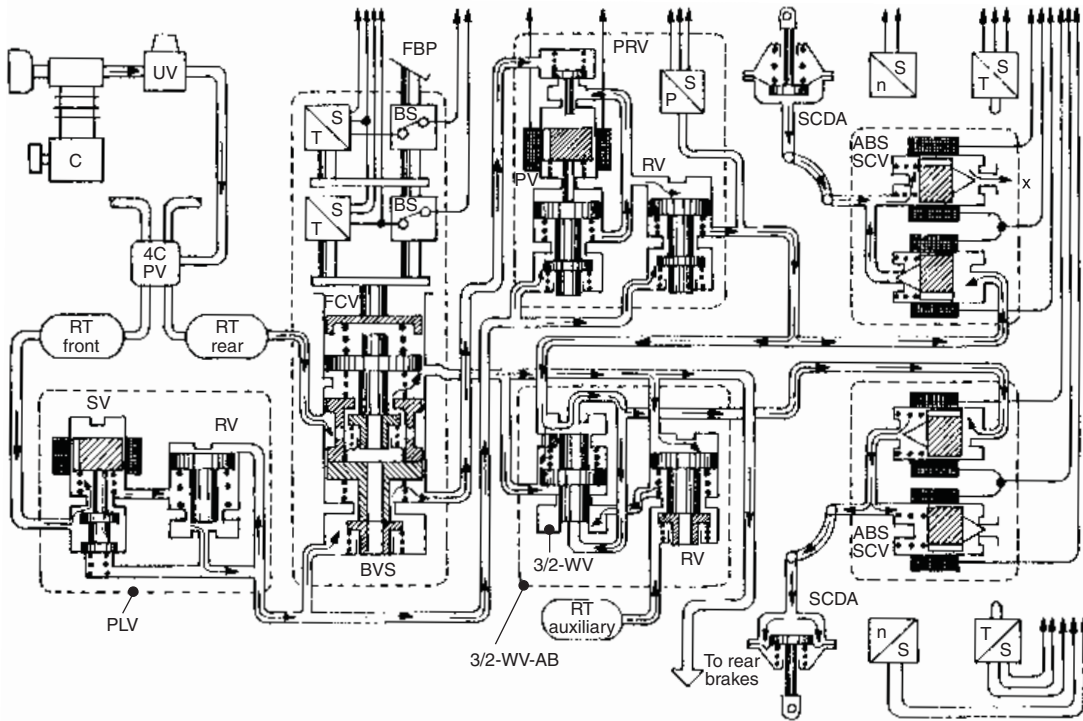 FBP
PRV
UV
S
T
BS
S
P
SCDA
S
n
S
T
C
ABS
SCV
x
PV
RV
S
T
BS
4C
PV
FCV
RT
front
RT
rear
SV
RV
ABS
SCV
BVS
3/2-WV
RV
PLV
RT
auxiliary
SCDA
n
S
T
S
3/2-WV-AB
To rear
brakes